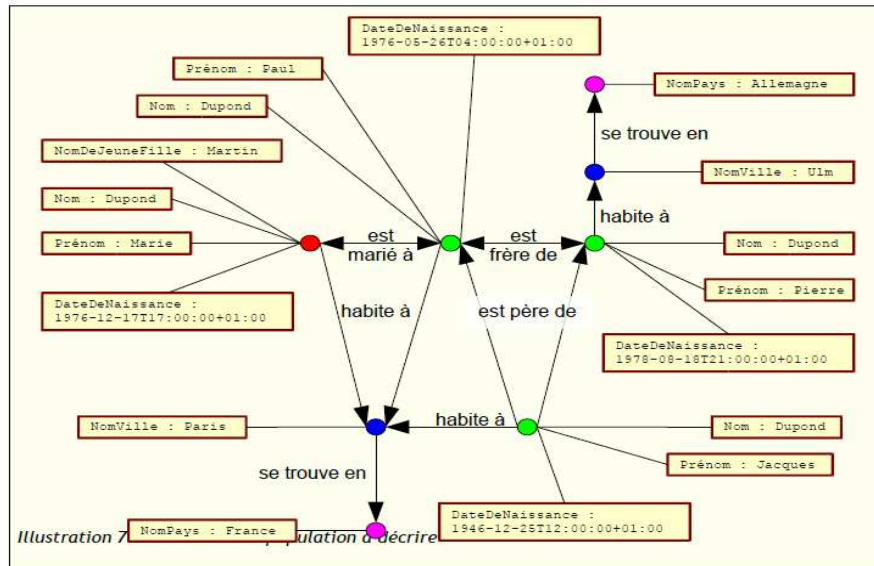 DateDeNaissance :
1976-05-26T04:00:00+01:00
Prénom : Paul
Nom : Dupond
NomPays : Allemagne
se trouve en
NomDeJeuneFille : Martin
NomVille : Ulm
Nom : Dupond
habite à
Prénom : Marie
est
marié à
est
frère de
Nom : Dupond
Prénom : Pierre
DateDeNaissance :
1976-12-17T17:00:00+01:00
habite à
est père de
DateDeNaissance :
1978-08-18T21:00:00+01:00
NomVille : Paris
habite à
Nom : Dupond
Prénom : Jacques
se trouve en
DateDeNaissance :
1946-12-25T12:00:00+01:00
NomPays : France
Illustration 7 pulation à décrire